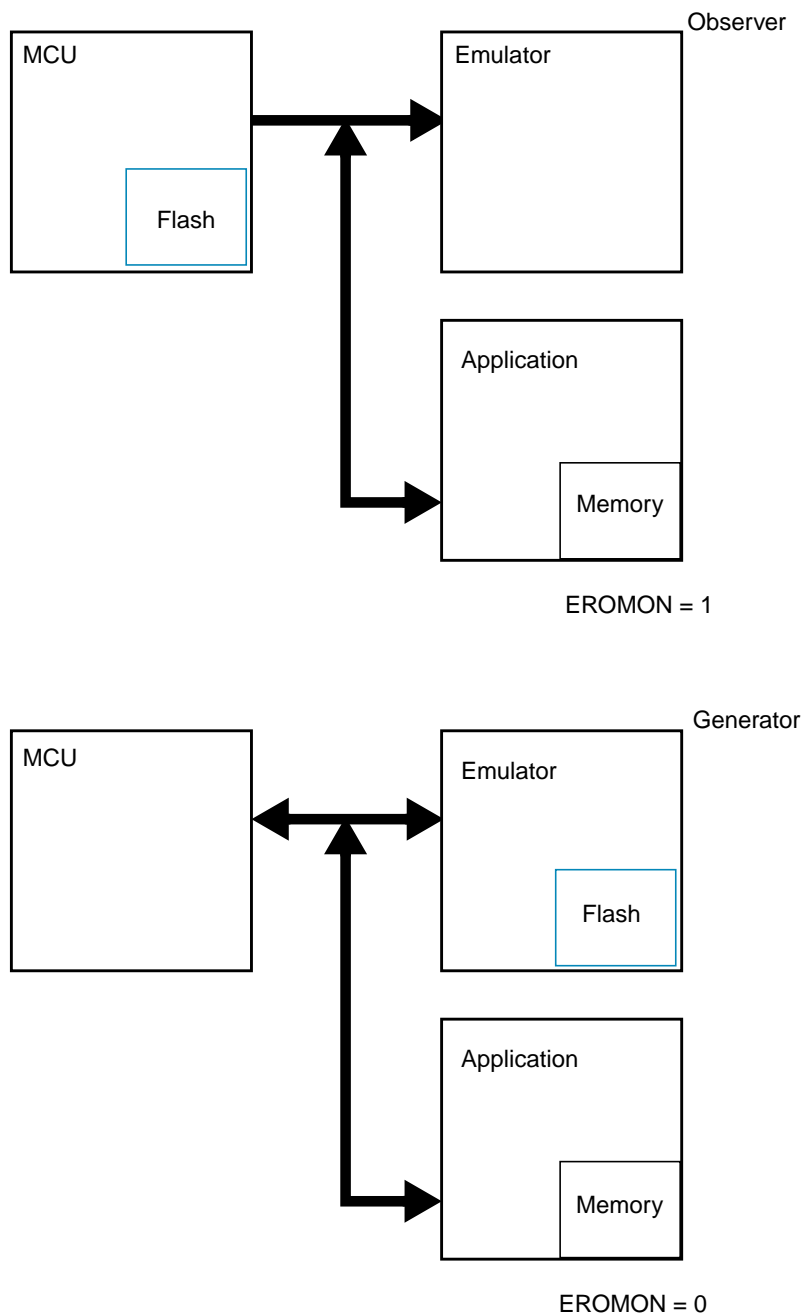 Observer
MCU
Emulator
Flash
Application
Memory
EROMON = 1
Generator
MCU
Emulator
Flash
Application
Memory
EROMON = 0